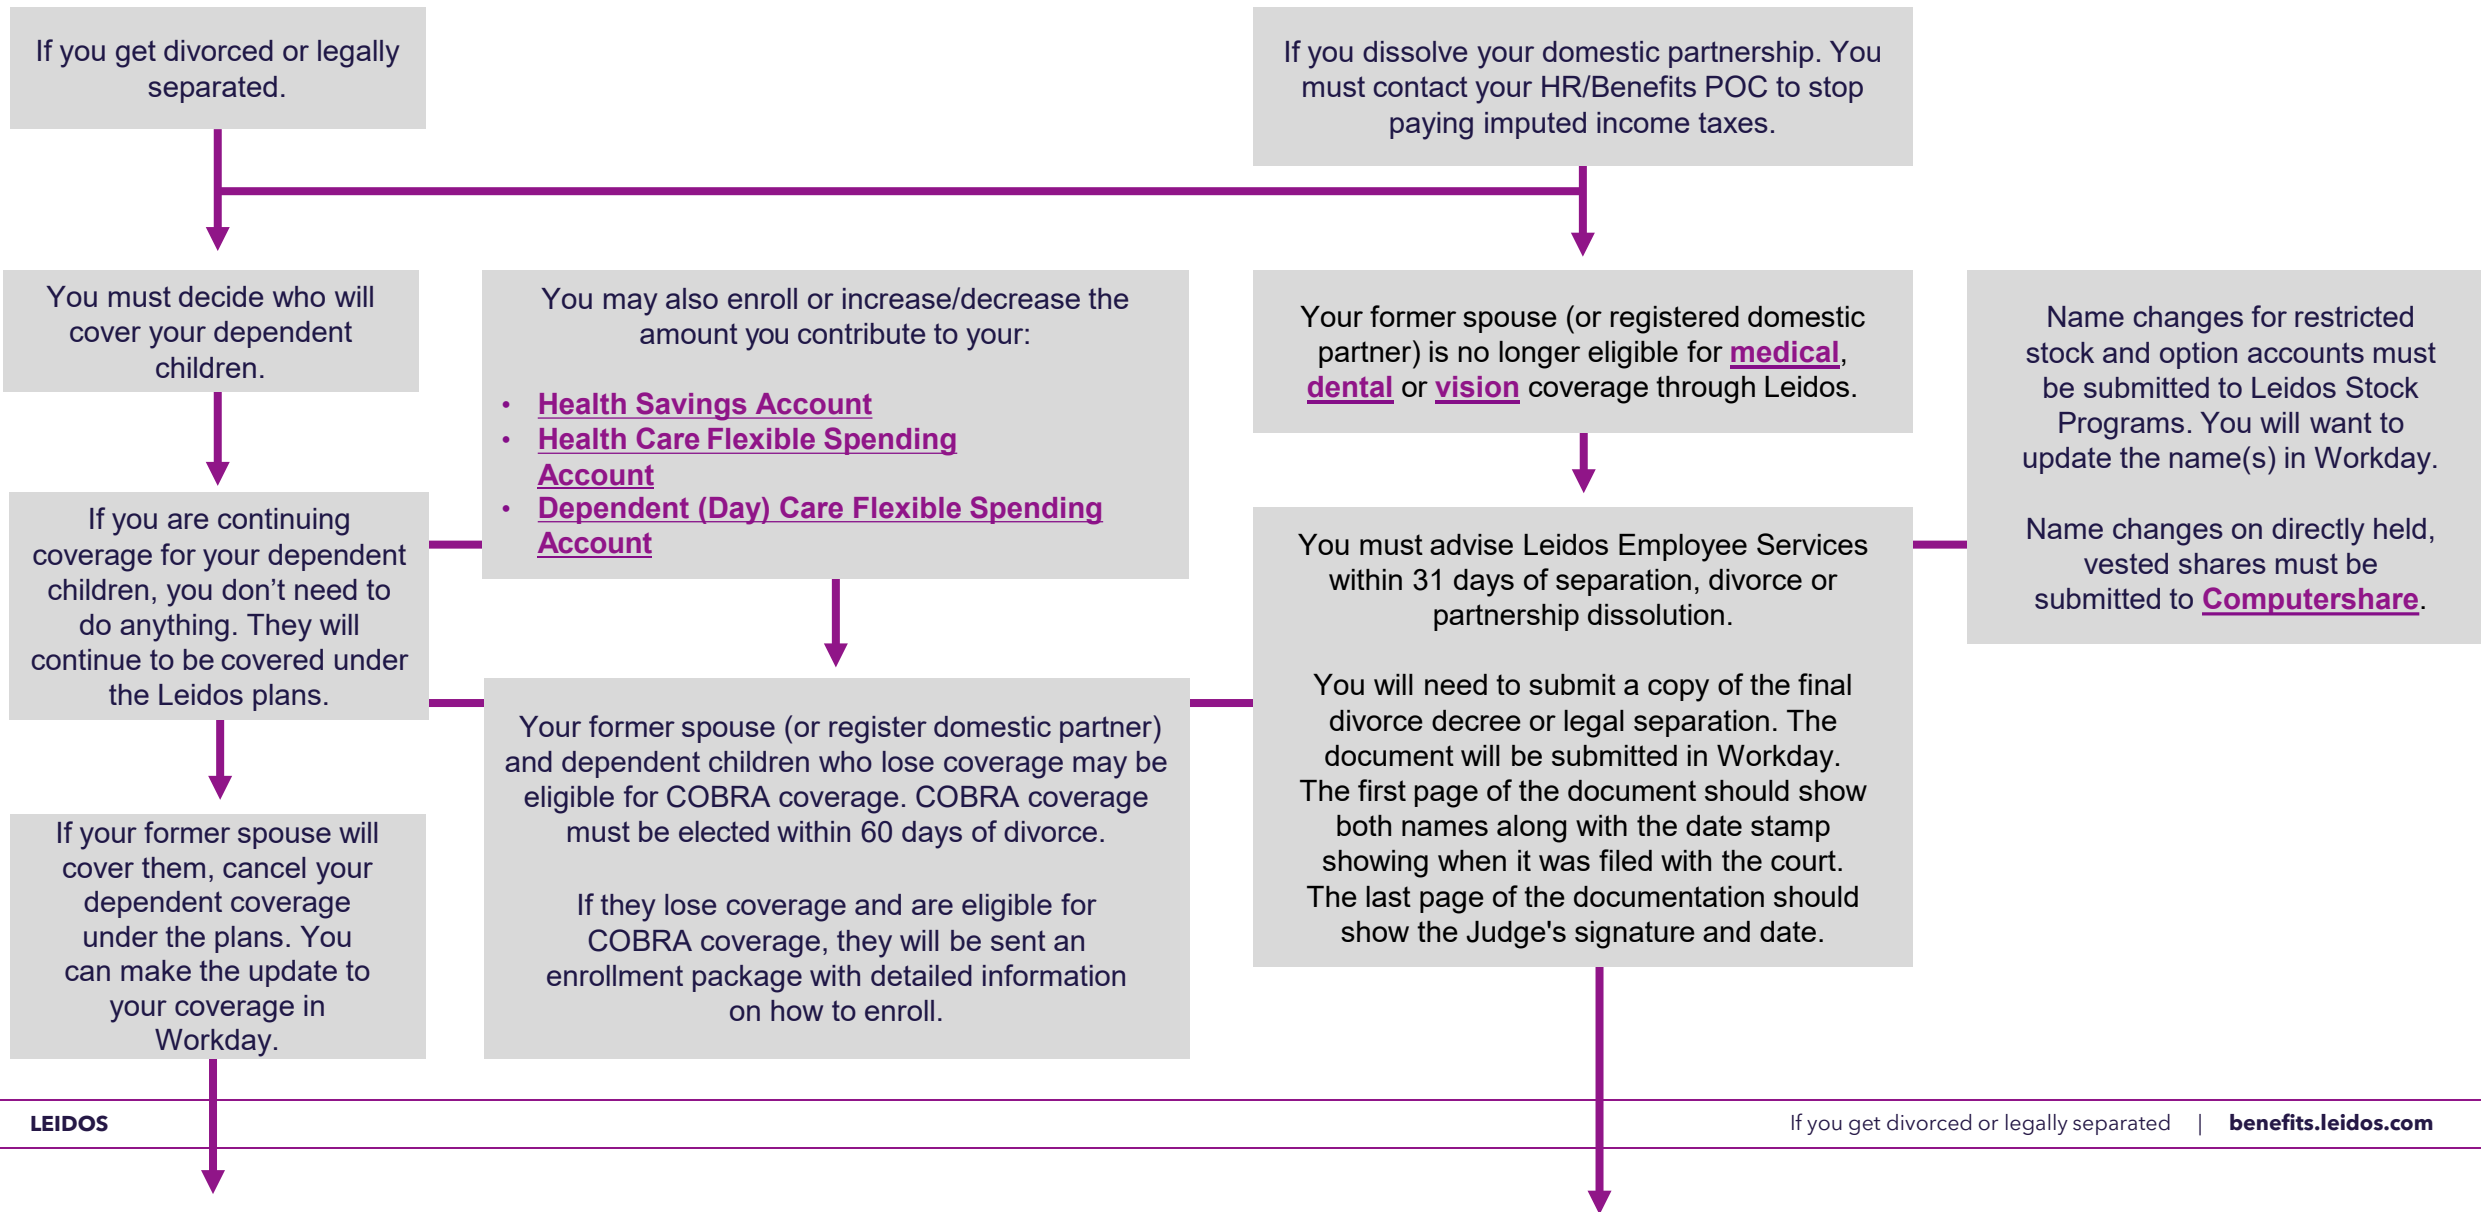 If you get divorced or legally
separated.
If you dissolve your domestic partnership. You
must contact your HR/Benefits POC to stop
paying imputed income taxes.
You must decide who will
cover your dependent
children.
You may also enroll or increase/decrease the
amount you contribute to your:
• Health Savings Account
• Health Care Flexible Spending
Account
• Dependent (Day) Care Flexible Spending
Account
Your former spouse (or registered domestic
partner) is no longer eligible for medical,
dental or vision coverage through Leidos.
Name changes for restricted
stock and option accounts must
be submitted to Leidos Stock
Programs. You will want to
update the name(s) in Workday.
Name changes on directly held,
vested shares must be
submitted to Computershare.
If you are continuing
coverage for your dependent
children, you don't need to
do anything. They will
continue to be covered under
the Leidos plans.
You must advise Leidos Employee Services
within 31 days of separation, divorce or
partnership dissolution.
You will need to submit a copy of the final
divorce decree or legal separation. The
document will be submitted in Workday.
The first page of the document should show
both names along with the date stamp
showing when it was filed with the court.
The last page of the documentation should
show the Judge's signature and date.
Your former spouse (or register domestic partner)
and dependent children who lose coverage may be
eligible for COBRA coverage. COBRA coverage
must be elected within 60 days of divorce.
If they lose coverage and are eligible for
COBRA coverage, they will be sent an
enrollment package with detailed information
on how to enroll.
If your former spouse will
cover them, cancel your
dependent coverage
under the plans. You
can make the update to
your coverage in
Workday.
LEIDOS
If you get divorced or legally separated | benefits.leidos.com